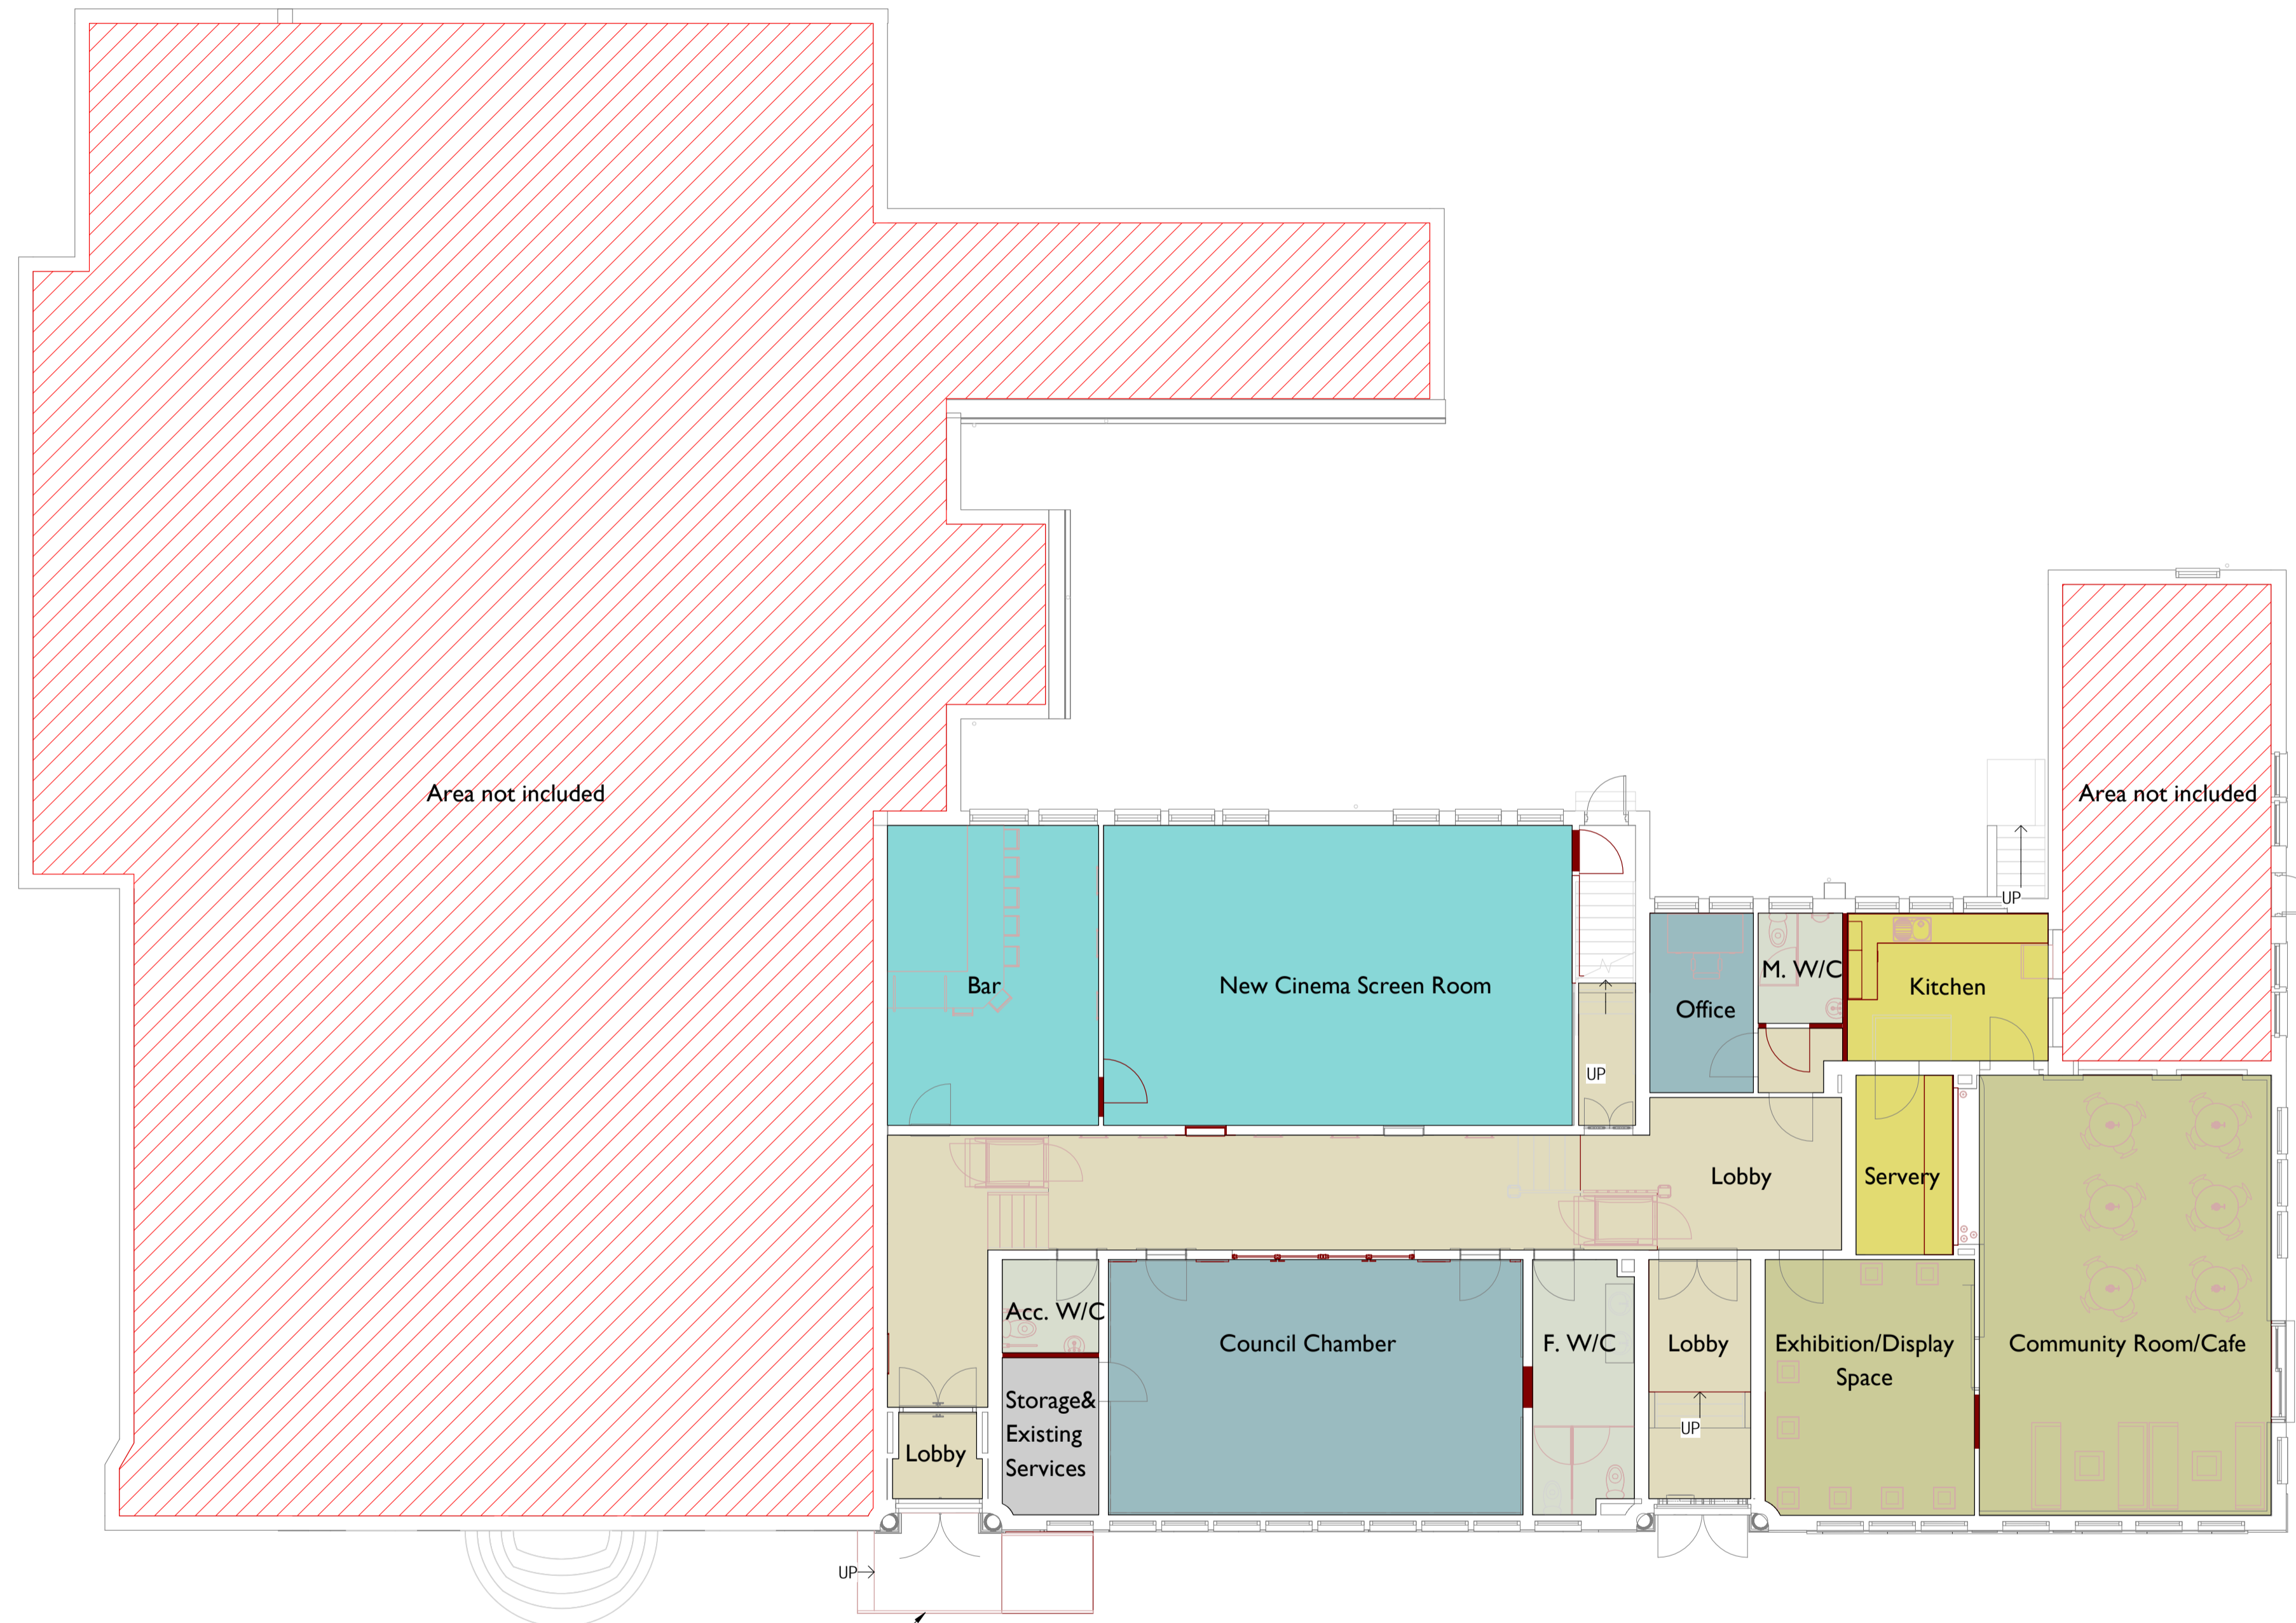 Area not included
Area not included
UP
Bar
New Cinema Screen Room
M. W/C
Office
Kitchen
UP
Lobby
Servery
Acc. W/C
Council Chamber
F. W/C
Lobby
Exhibition/Display
Space
Community Room/Cafe
Storage&
Existing
Services
UP
Lobby
UP